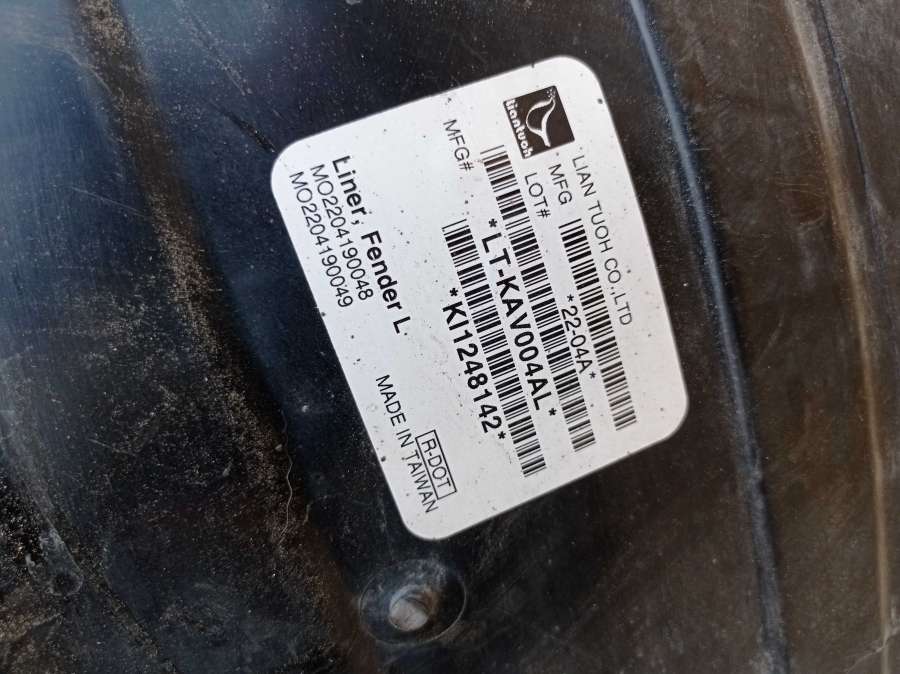 liantuoh
LIAN TUOH CO.,LTD
MFG
*22-04A*
LOT#
*LT-KAV004AL*
MFG#
*KI1248142*
Liner, Fender L
MO2204190048
MO2204190049
R-DOT
MADE IN TAIWAN